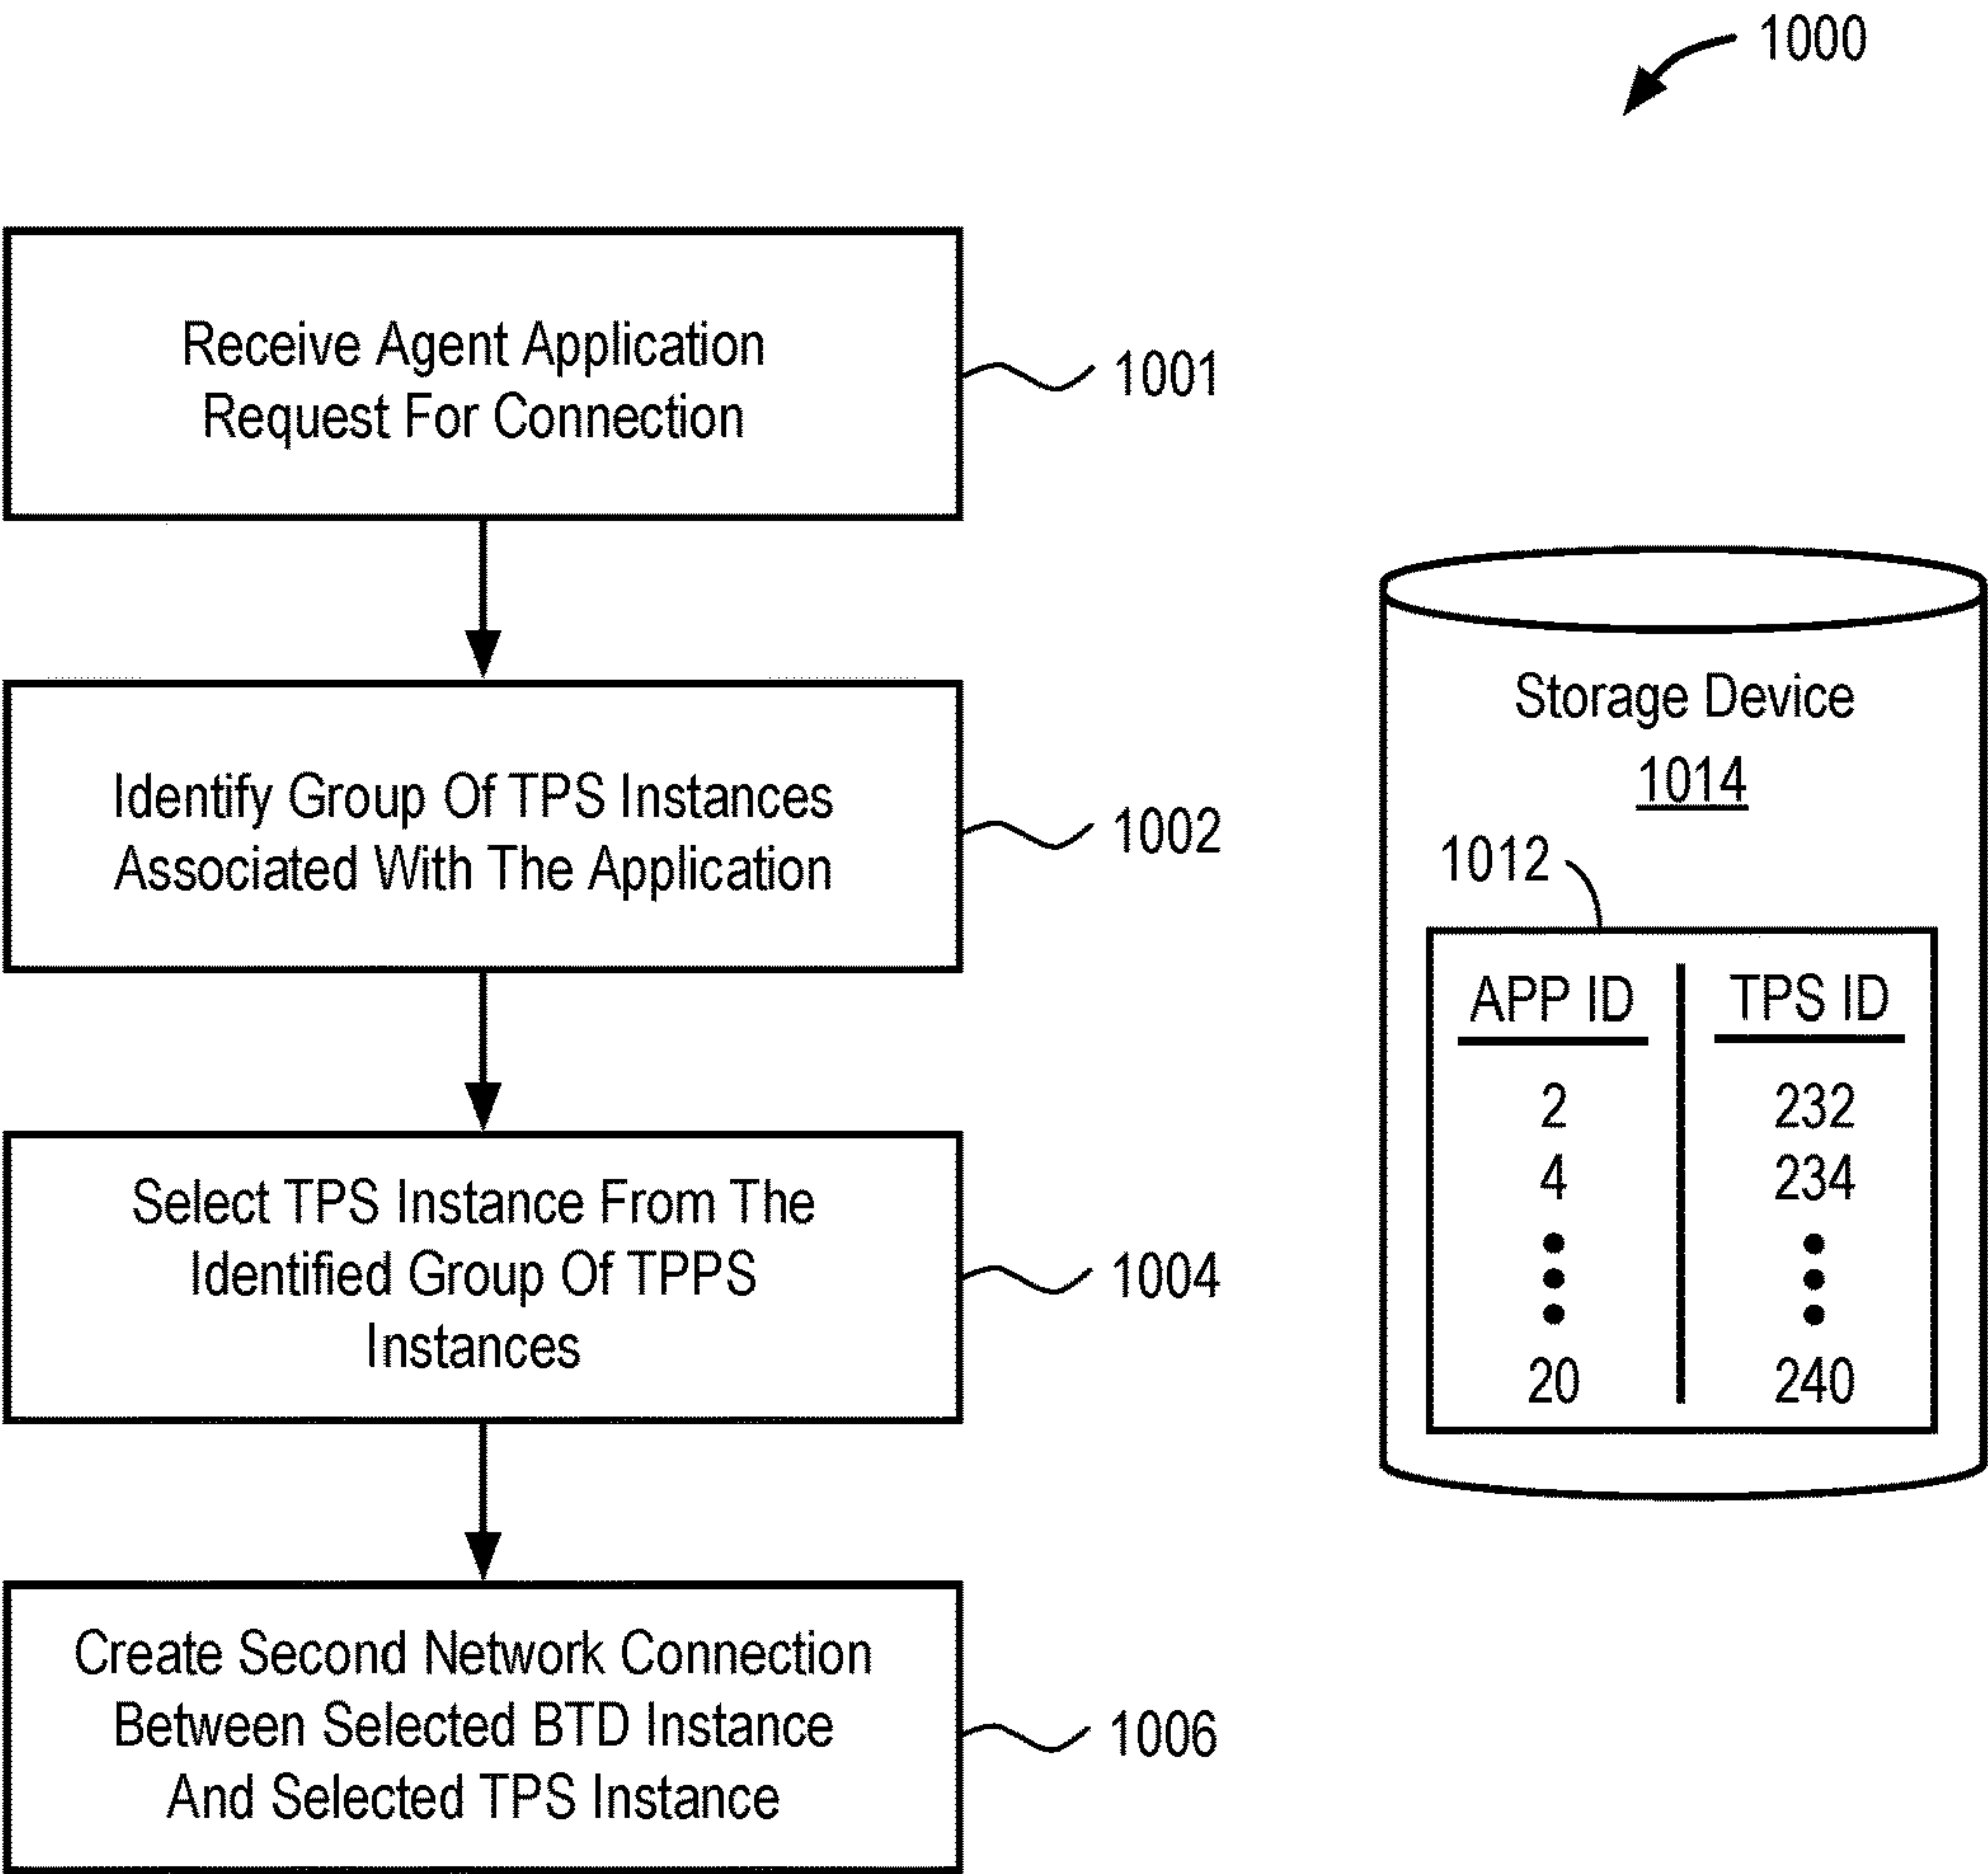 1000
Receive Agent Application
Request For Connection
1001
Identify Group Of TPS Instances
Associated With The Application
1002
Select TPS Instance From The
Identified Group Of TPPS
Instances
1004
Create Second Network Connection
Between Selected BTD Instance
And Selected TPS Instance
1006
Storage Device
1014
1012
APP ID TPS ID
2 232
4 234
20 240